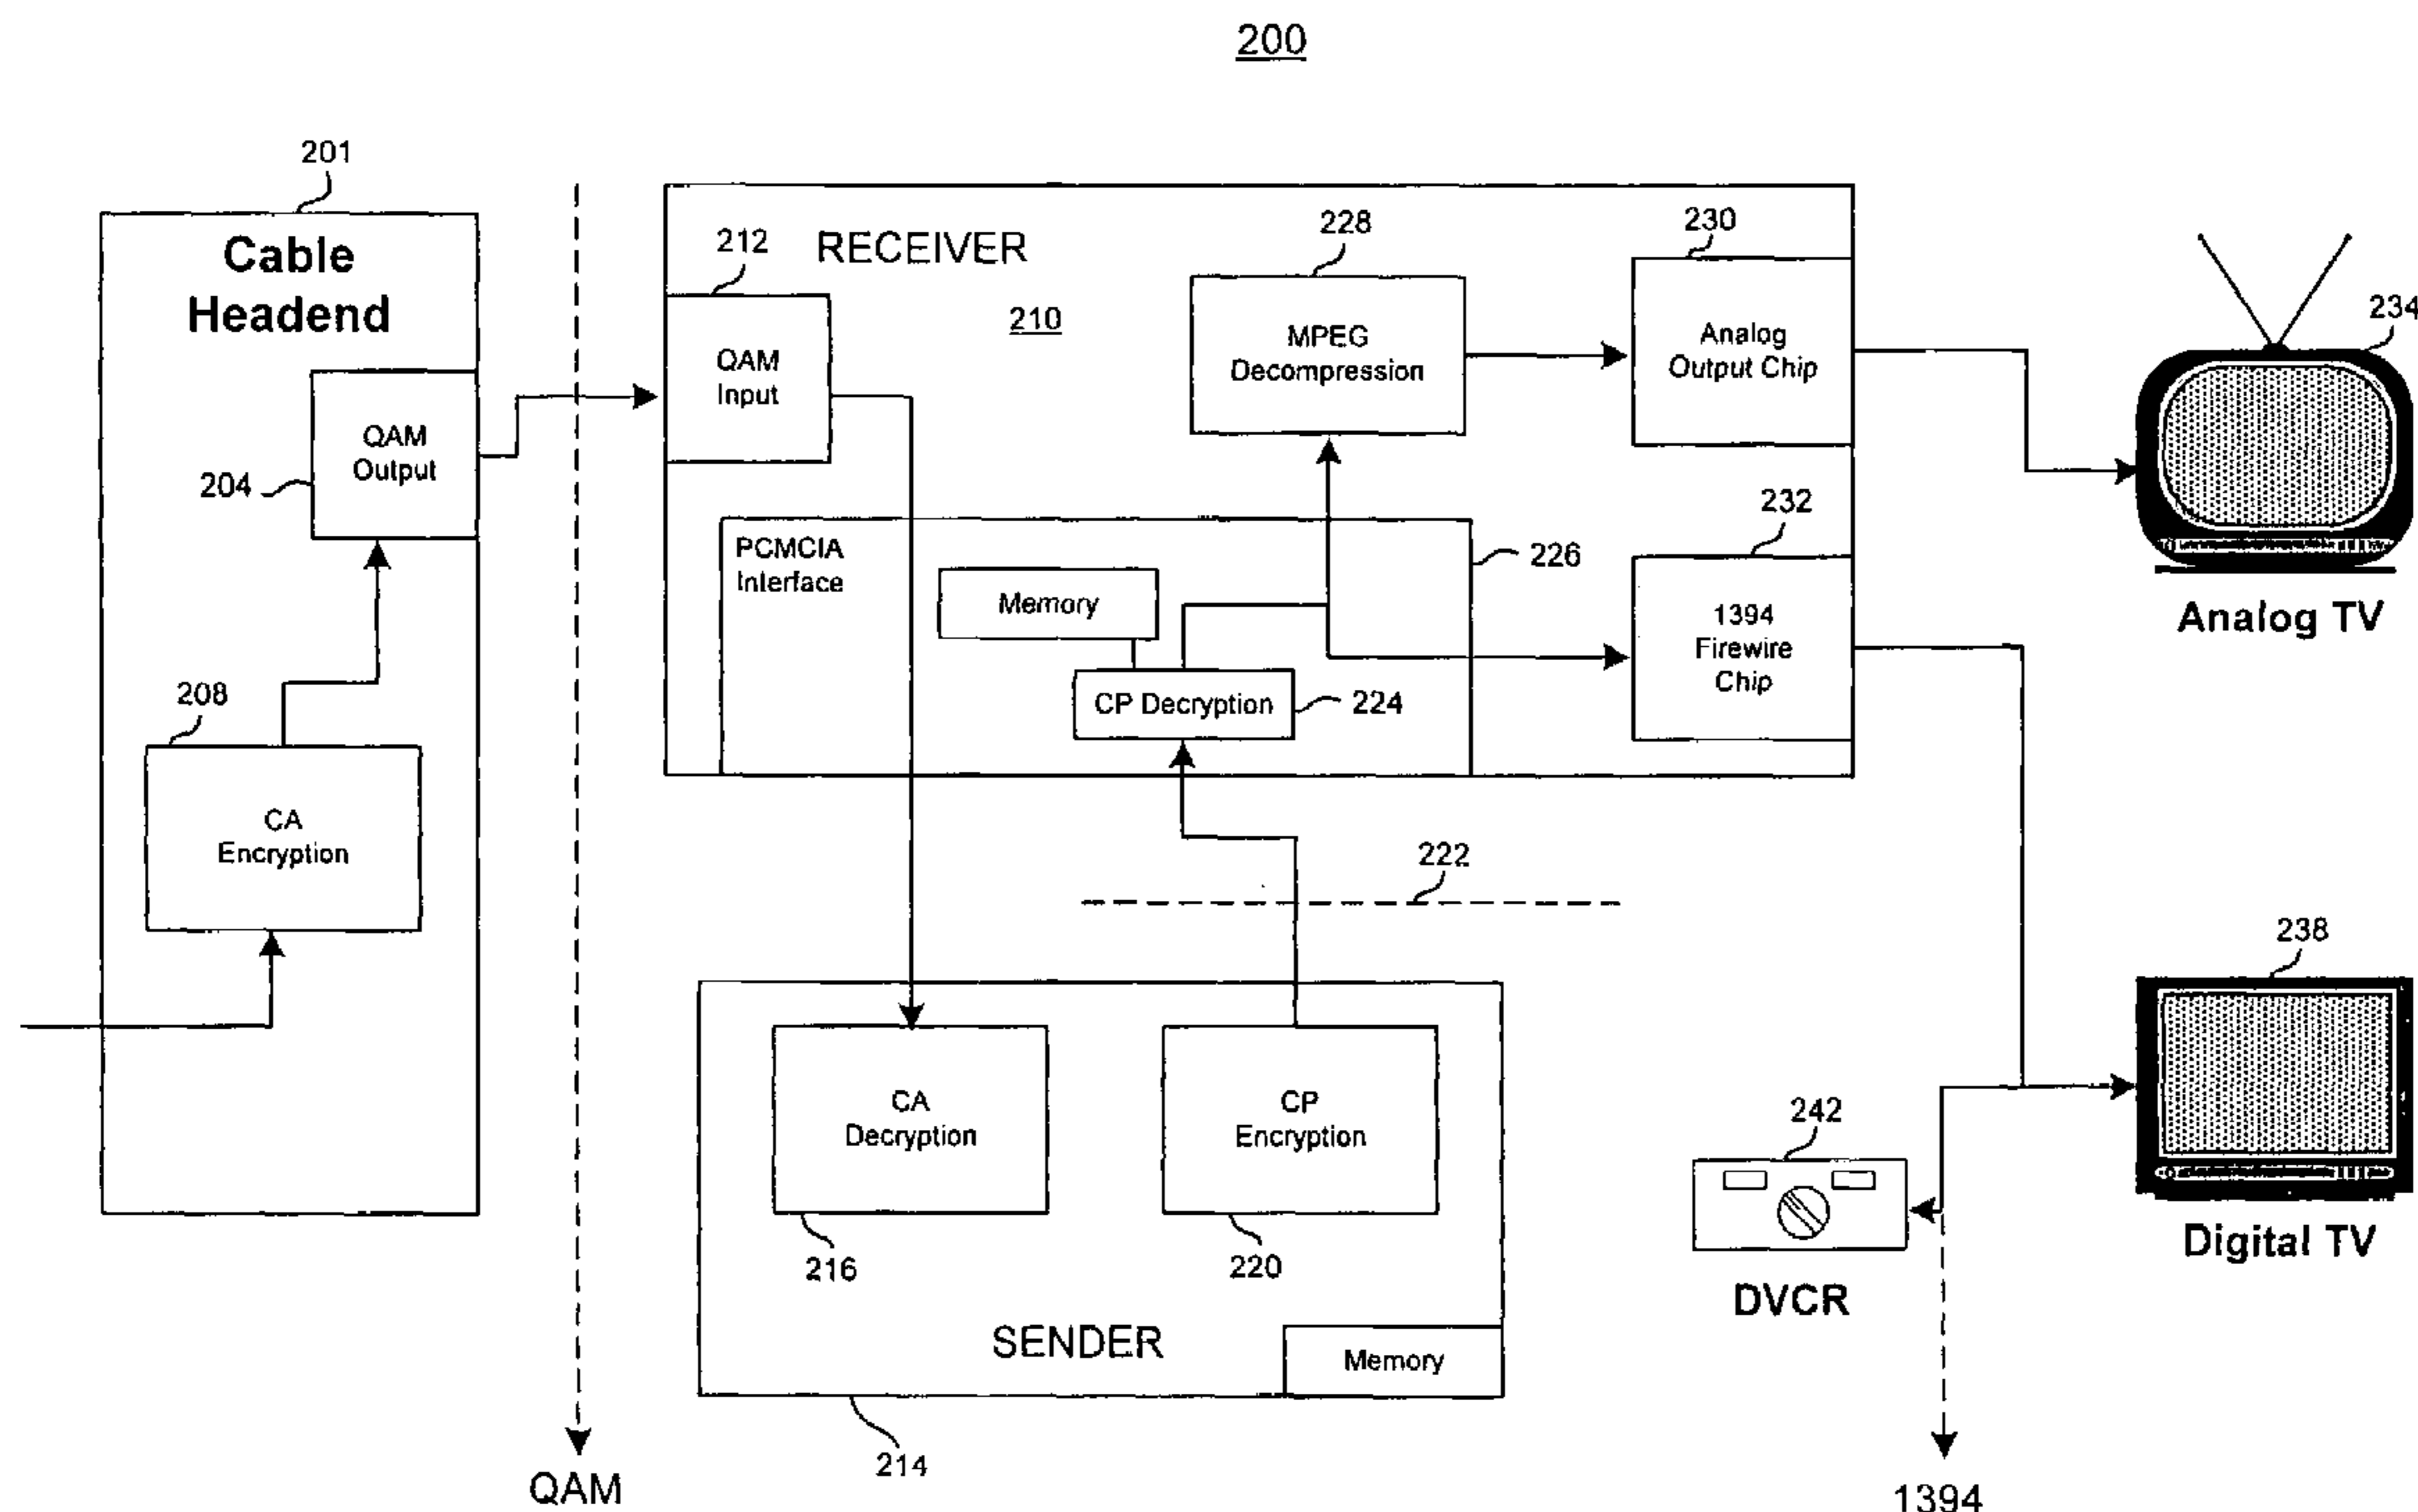 200
201
Cable
Headend
QAM
Output
204
208
CA
Encryption
QAM
212
RECEIVER
210
QAM
Input
228
MPEG
Decompression
230
Analog
Output Chip
PCMCIA
Interface
Memory
CP Decryption
224
226
232
1394
Firewire
Chip
222
CA
Decryption
216
CP
Encryption
220
SENDER
Memory
214
234
Analog TV
238
Digital TV
242
DVCR
1394